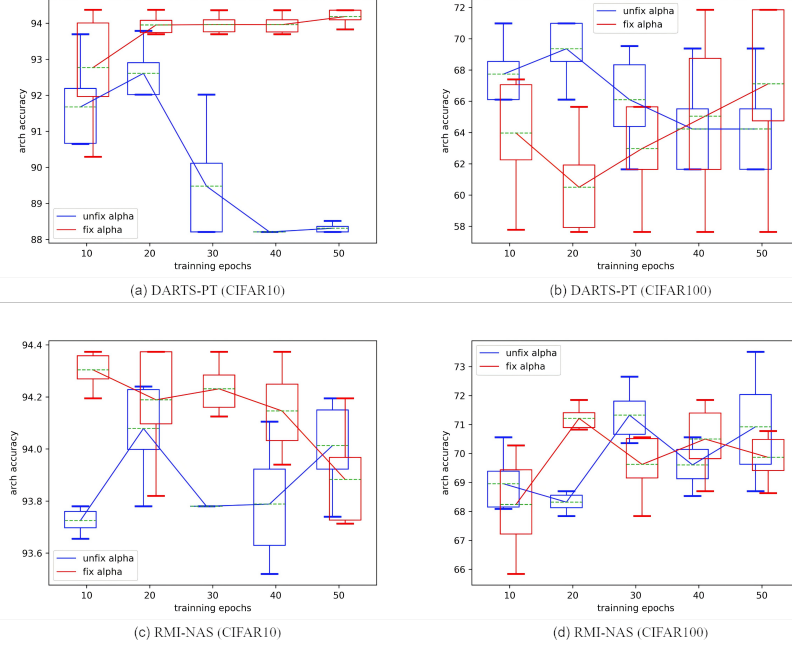 94
93
92
91
90
89
88
arch accuracy
unfix alpha
fix alpha
10 20 30 40 50
trainning epochs
(a) DARTS-PT (CIFAR10)
72
70
68
66
64
62
60
58
arch accuracy
unfix alpha
fix alpha
10 20 30 40 50
trainning epochs
(b) DARTS-PT (CIFAR100)
94.4
94.2
94.0
93.8
93.6
arch accuracy
unfix alpha
fix alpha
10 20 30 40 50
trainning epochs
(c) RMI-NAS (CIFAR10)
73
72
71
70
69
68
67
66
arch accuracy
unfix alpha
fix alpha
10 20 30 40 50
trainning epochs
(d) RMI-NAS (CIFAR100)